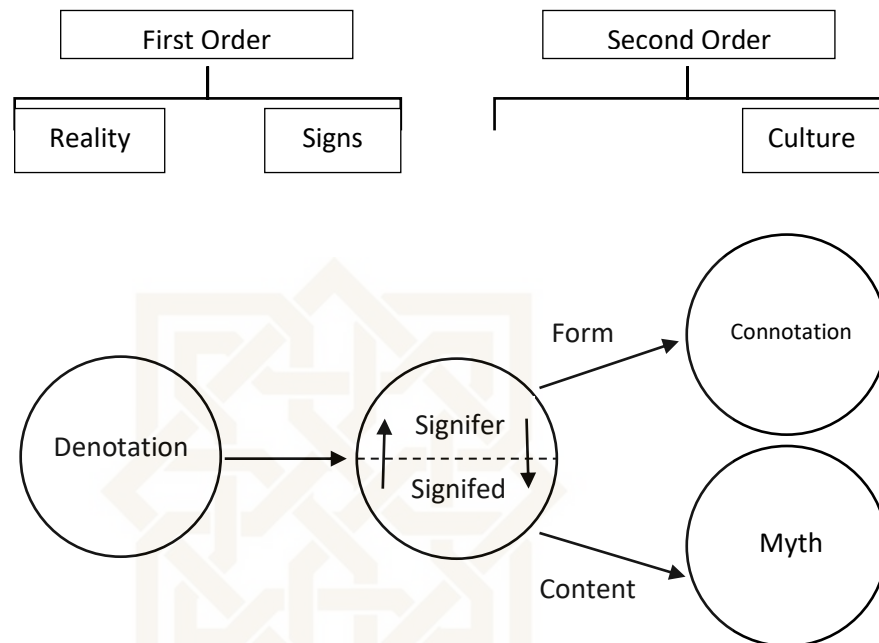 First Order
Second Order
Reality
Signs
Culture
Form
Connotation
Denotation
Signifer
Signifed
Myth
Content